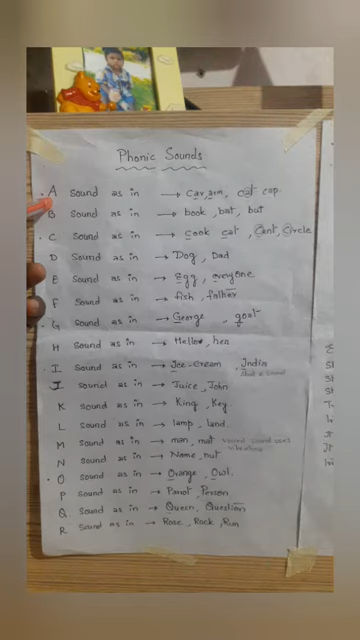 Phonic Sounds
. A Sound as in → car, arm, cat cap.
B Sound as in → book, bat, but
. C Sound as in → Cook cat, Cent, Circle
D Sound as in → Dog, Dad
E Sound as in → Egg, everyone
F Sound as in → fish, father
. G Sound as in → George, goat
H Sound as in → Hello, hen
. I Sound as in → Ice-cream, India
J Sound as in → Juice, John
K Sound as in → King, Key.
L Sound as in → lamp, land.
M Sound as in → man, mat sound uses
vibration
N Sound as in → Name, nut
. O Sound as in → Orange, Owl.
P Sound as in → Parrot, Person
Q Sound as in → Queen, Question
R Sound as in → Rose, Rock, Run